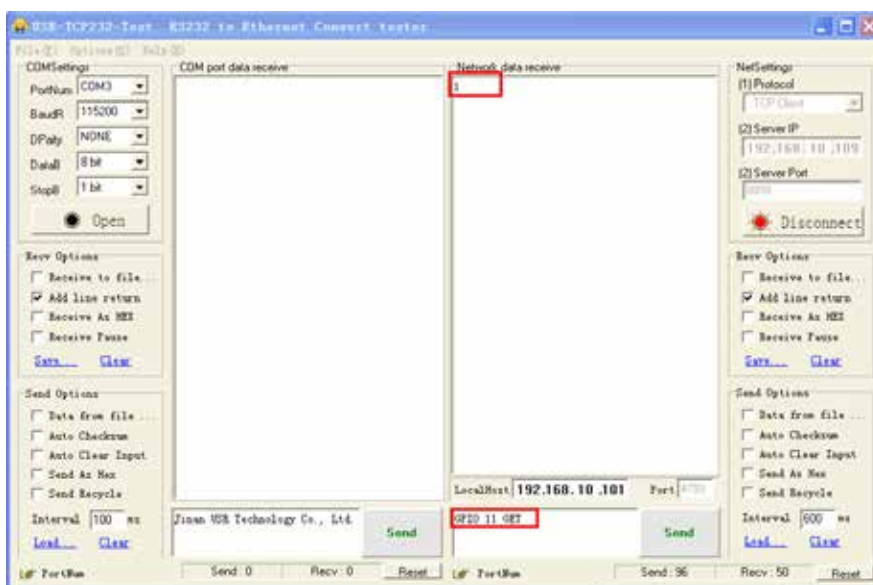 USR-TCP232-Test RS232 to Ethernet Convert tester
File(F) Options(O) Help(H)
COMSettings
PortNum COM3
BaudR 115200
DPaity NONE
DataB 8 bit
StopB 1 bit
Open
Recv Options
Receive to file...
Add line return
Receive As HEX
Receive Pause
Save... Clear
Send Options
Data from file ...
Auto Checksum
Auto Clear Input
Send As Hex
Send Recycle
Interval 100 ms
Load... Clear
COM port data receive
Jinan USR Technology Co., Ltd.
Send
Network data receive
1
LocalHost 192.168.10.101 Port
GPIO 11 GET
Send
NetSettings
(1) Protocol
TCP Client
(2) Server IP
192.168.10.109
(2) Server Port
Disconnect
Recv Options
Receive to file...
Add line return
Receive As HEX
Receive Pause
Save... Clear
Send Options
Data from file ...
Auto Checksum
Auto Clear Input
Send As Hex
Send Recycle
Interval 600 ms
Load... Clear
PortNum
Send : 0 Recv : 0 Reset
PortNum
Send : 96 Recv : 50 Reset